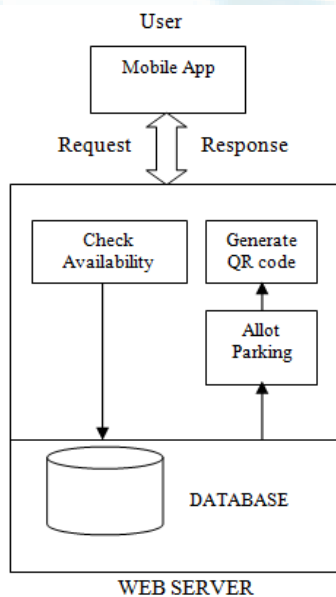 User
Mobile App
Request
Response
Check
Availability
Generate
QR code
Allot
Parking
DATABASE
WEB SERVER